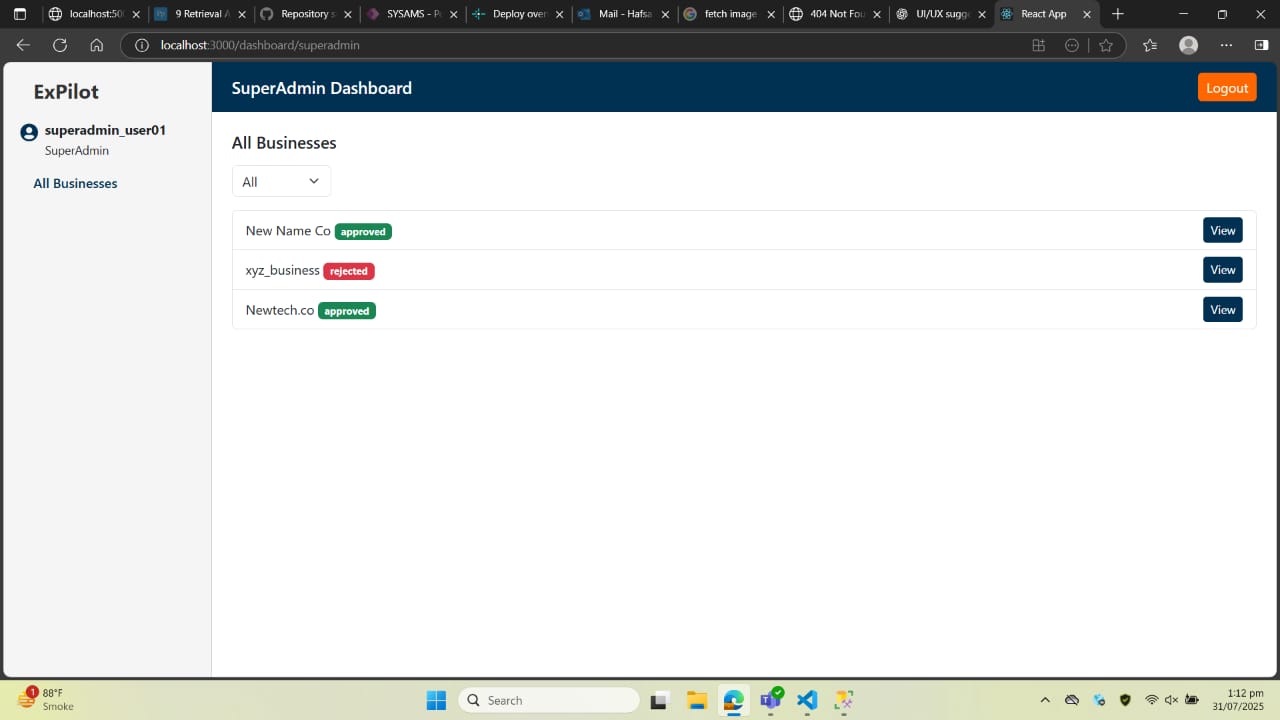 localhost:50
9 Retrieval A
Repository s
SYSAMS - Po
Deploy over
Mail - Hafsa
fetch image
404 Not Fou
UI/UX sugge
React App
localhost:3000/dashboard/superadmin
ExPilot
SuperAdmin Dashboard
Logout
superadmin_user01
SuperAdmin
All Businesses
All Businesses
All
New Name Co approved
View
xyz_business rejected
View
Newtech.co approved
View
1
88°F
Smoke
Search
1:12 pm
31/07/2025